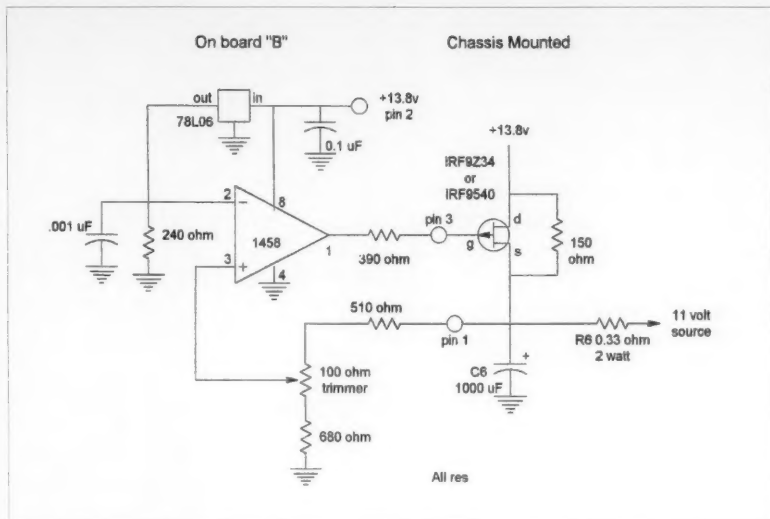 On board "B"
Chassis Mounted
out
in
78L06
+13.8v
pin 2
0.1 uF
+13.8v
IRF9Z34
or
IRF9540
2
8
.001 uF
240 ohm
1458
3
4
1
390 ohm
pin 3
g
d
s
150
ohm
510 ohm
pin 1
R6 0.33 ohm
2 watt
11 volt
source
100 ohm
trimmer
C6
1000 uF
+
680 ohm
All res